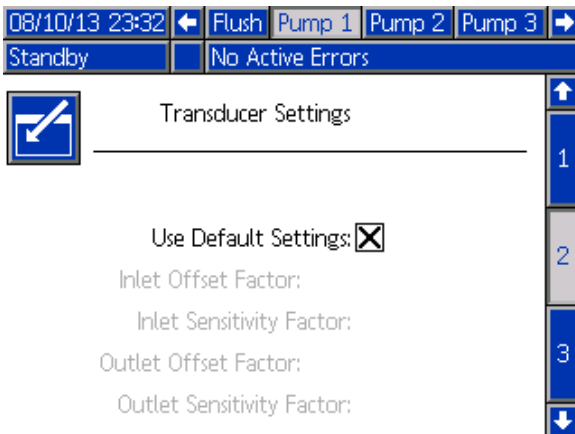 08/10/13 23:32 Flush Pump 1 Pump 2 Pump 3
Standby No Active Errors
Transducer Settings
1
Use Default Settings:
2
Inlet Offset Factor:
Inlet Sensitivity Factor:
Outlet Offset Factor:
3
Outlet Sensitivity Factor: